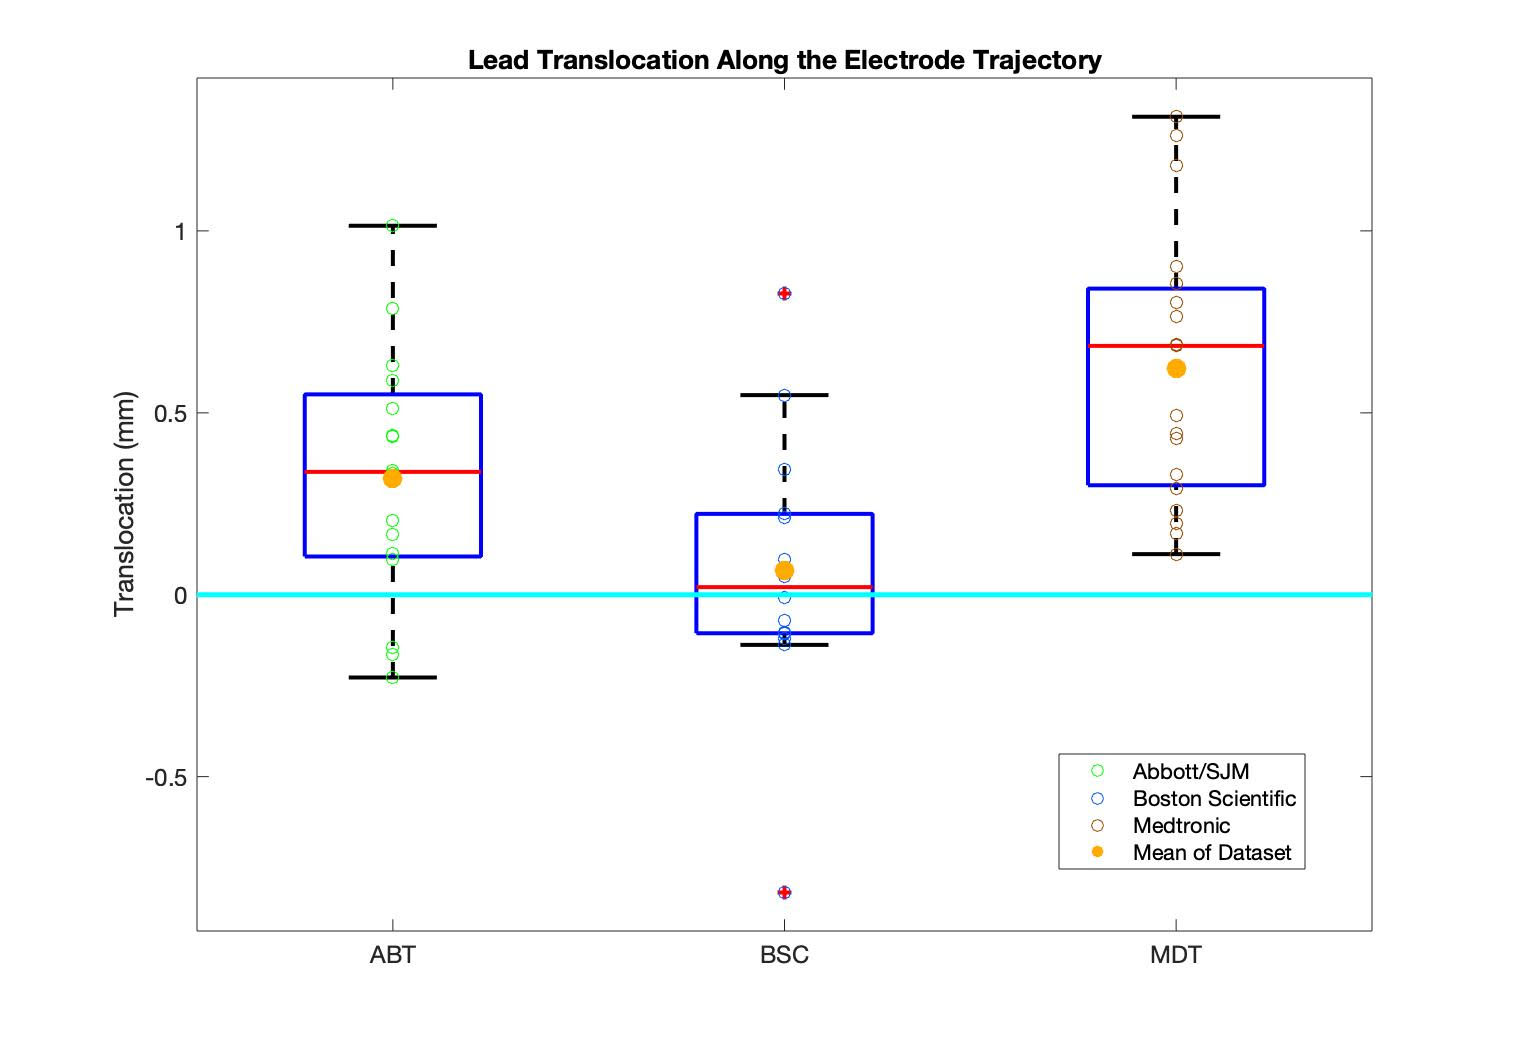 Lead Translocation Along the Electrode Trajectory
Translocation (mm)
1
0.5
0
-0.5
ABT BSC MDT
Abbott/SJM
Boston Scientific
Medtronic
Mean of Dataset